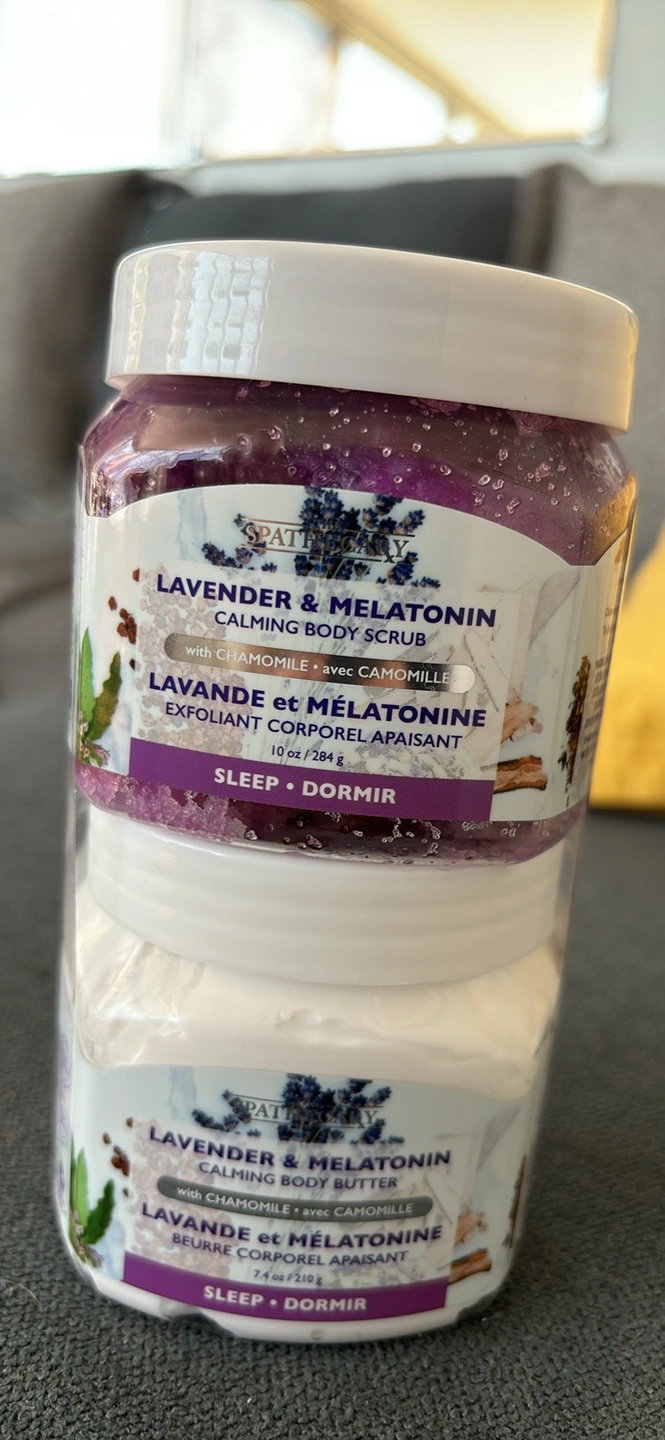 SPATHECARY
LAVENDER & MELATONIN
CALMING BODY SCRUB
with CHAMOMILE • avec CAMOMILLE
LAVANDE et MÉLATONINE
EXFOLIANT CORPOREL APAISANT
10 oz / 284 g
SLEEP • DORMIR
SPATHECARY
LAVENDER & MELATONIN
CALMING BODY BUTTER
with CHAMOMILE • avec CAMOMILLE
LAVANDE et MÉLATONINE
BEURRE CORPOREL APAISANT
7.4 oz / 210 g
SLEEP • DORMIR